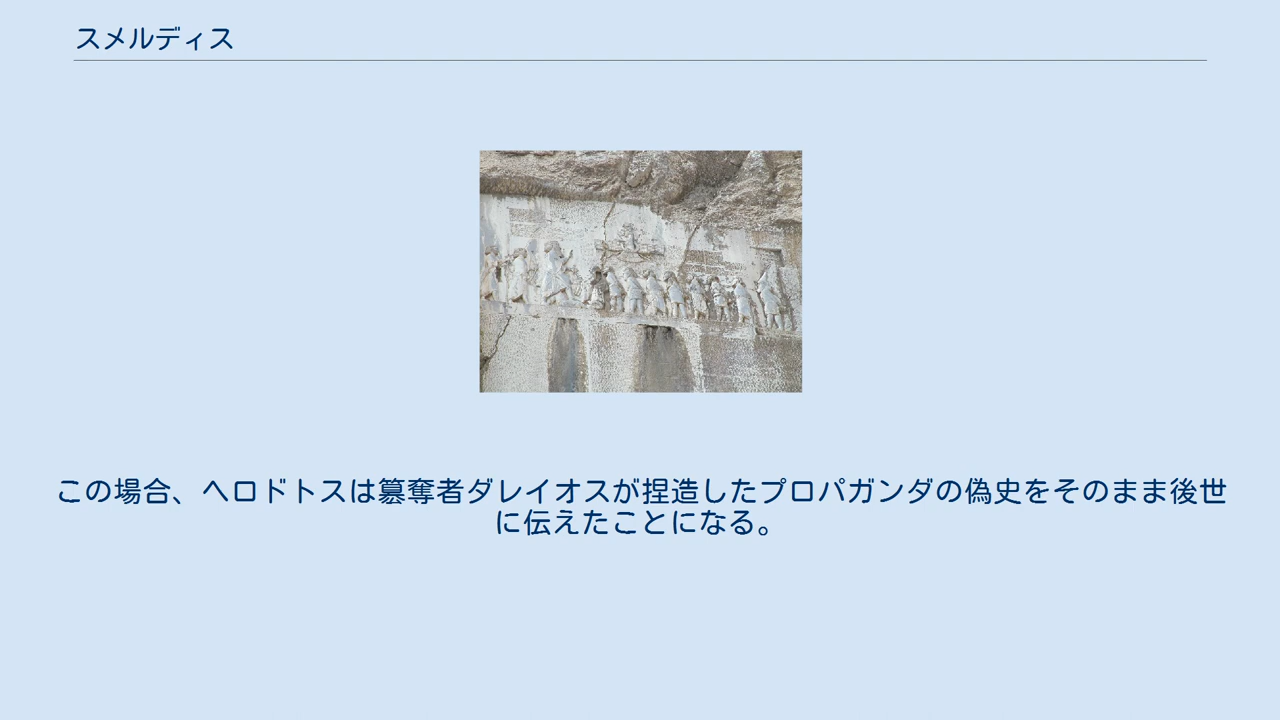 スメルディス
この場合、ヘロドトスは簒奪者ダレイオスが捏造したプロパガンダの偽史をそのまま後世
に伝えたことになる。